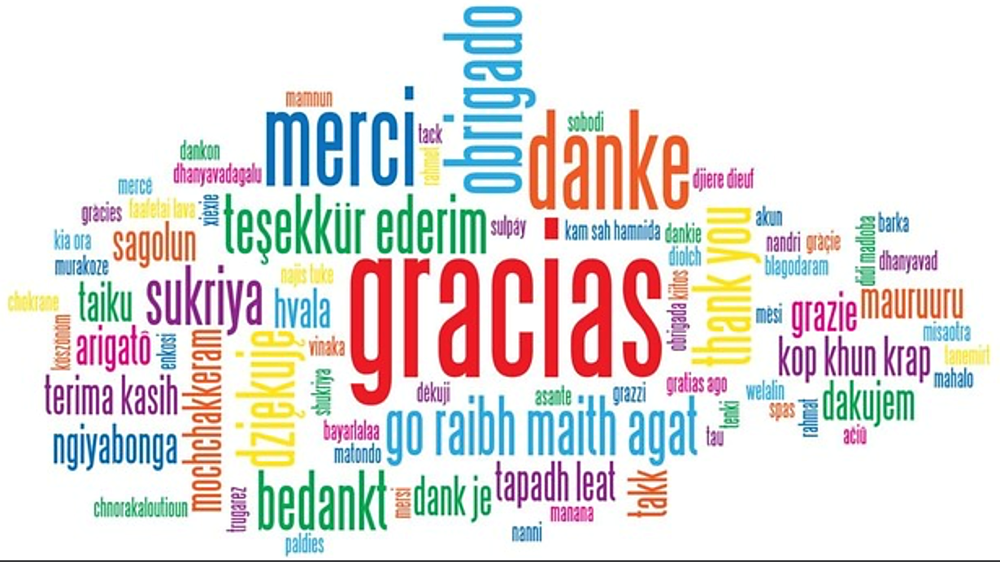 obrigado
mamnun
merci
tack
rahmet
danke
sobodi
dankon
dhanyavadagalu
djiere dieuf
mercé
gràcies
faafetai lava
xiexie
teşekkür ederim
sulpáy
kam sah hamnida
dankie
thank you
akun
barka
kia ora
sagolun
diolch
nandri
graçie
didi madloba
murakoze
blagodaram
dhanyavad
najis tuke
gracias
chokrane
taiku
sukriya
hvala
kiitos
obrigada
mèsi
grazie
mauruuru
köszönöm
arigatô
enkosi
mochchakkeram
dziękuję
vinaka
misaotra
kop khun krap
tanemirt
terima kasih
shukriya
dėkuji
asante
grazzi
gratias ago
welalin
mahalo
tenki
spas
rahmat
dakujem
ngiyabonga
bayarlalaa
go raibh maith agat
tau
ačiū
matondo
chnorakaloutioun
trugarez
bedankt
mersi
dank je
tapadh leat
takk
manana
nanni
paldies